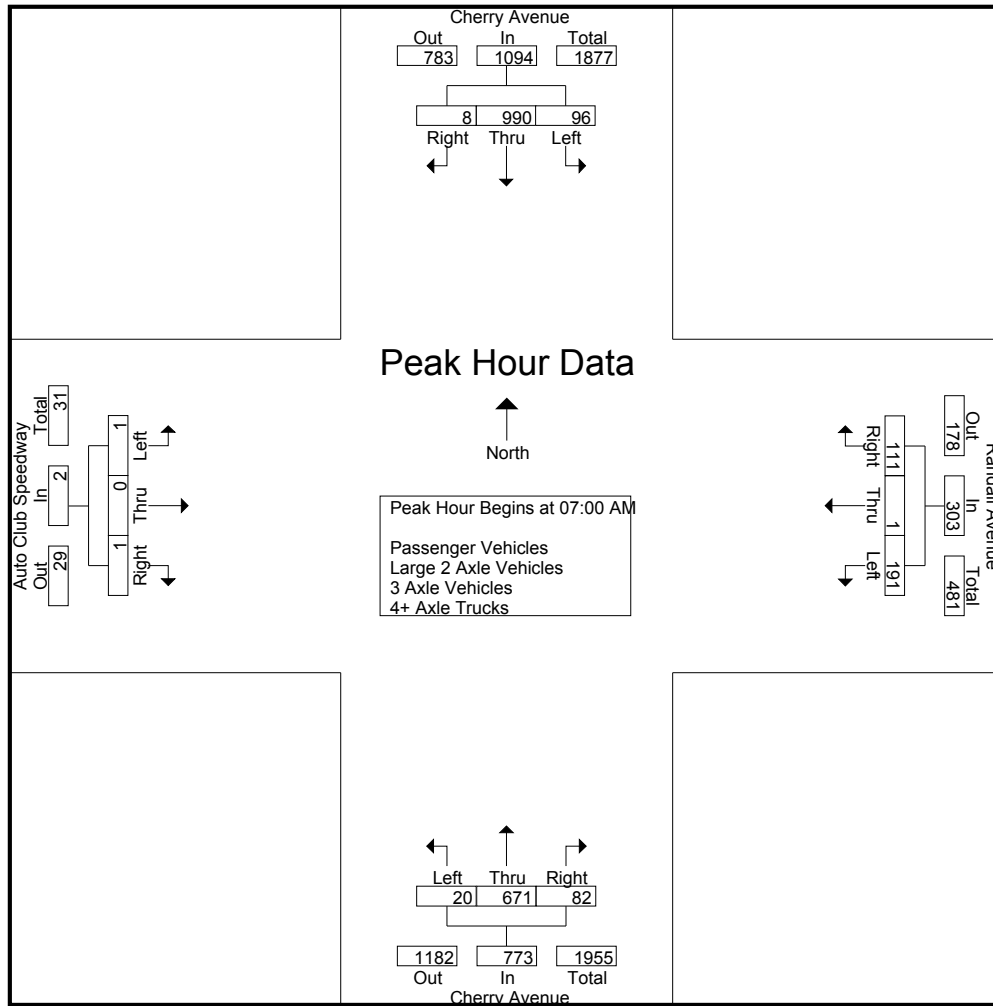 Cherry Avenue
Out In Total
783 1094 1877
8 990 96
Right Thru Left
Peak Hour Data
North
Peak Hour Begins at 07:00 AM
Passenger Vehicles
Large 2 Axle Vehicles
3 Axle Vehicles
4+ Axle Trucks
Auto Club Speedway
Out In Total
29 2 31
1 0 1
Left Thru Right
Randall Avenue
Out In Total
178 303 481
111 1 191
Right Thru Left
Left Thru Right
20 671 82
1182 773 1955
Out In Total
Cherry Avenue